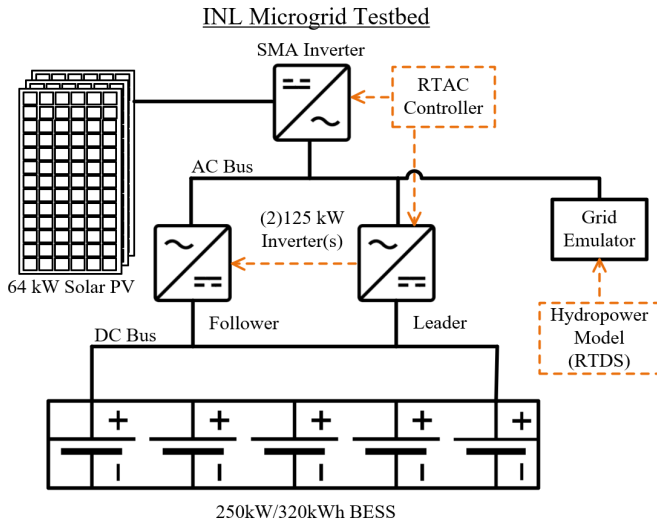 INL Microgrid Testbed
SMA Inverter
RTAC
Controller
AC Bus
(2)125 kW
Inverter(s)
Grid
Emulator
64 kW Solar PV
Follower
Leader
Hydropower
Model
(RTDS)
DC Bus
+ + + + +
250kW/320kWh BESS